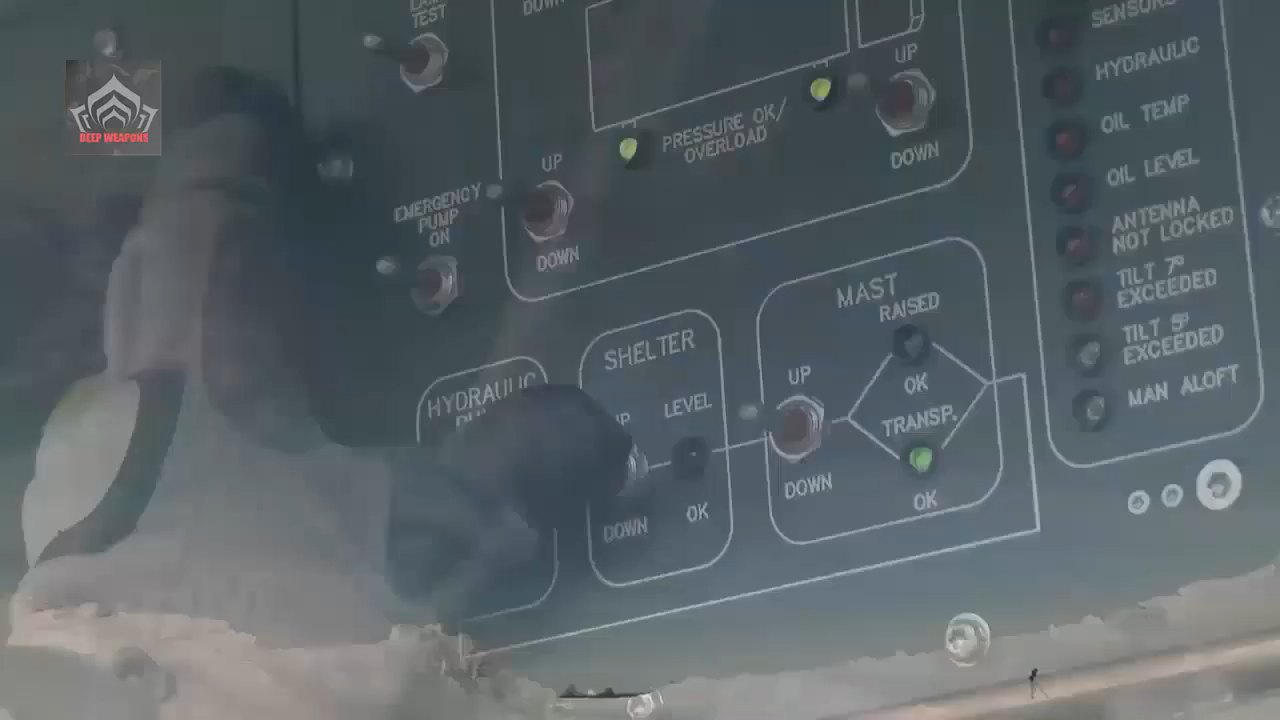 TEST
DOWN
SENSORS
UP
HYDRAULIC
DEEP WEAPONS
PRESSURE OK/
OVERLOAD
OIL TEMP
DOWN
UP
OIL LEVEL
EMERGENCY
PUMP
ON
ANTENNA
NOT LOCKED
DOWN
TILT 7°
EXCEEDED
MAST
RAISED
SHELTER
TILT 5°
EXCEEDED
HYDRAULIC
UP
OK
MAN ALOFT
LEVEL
TRANSP.
DOWN
OK
DOWN
OK